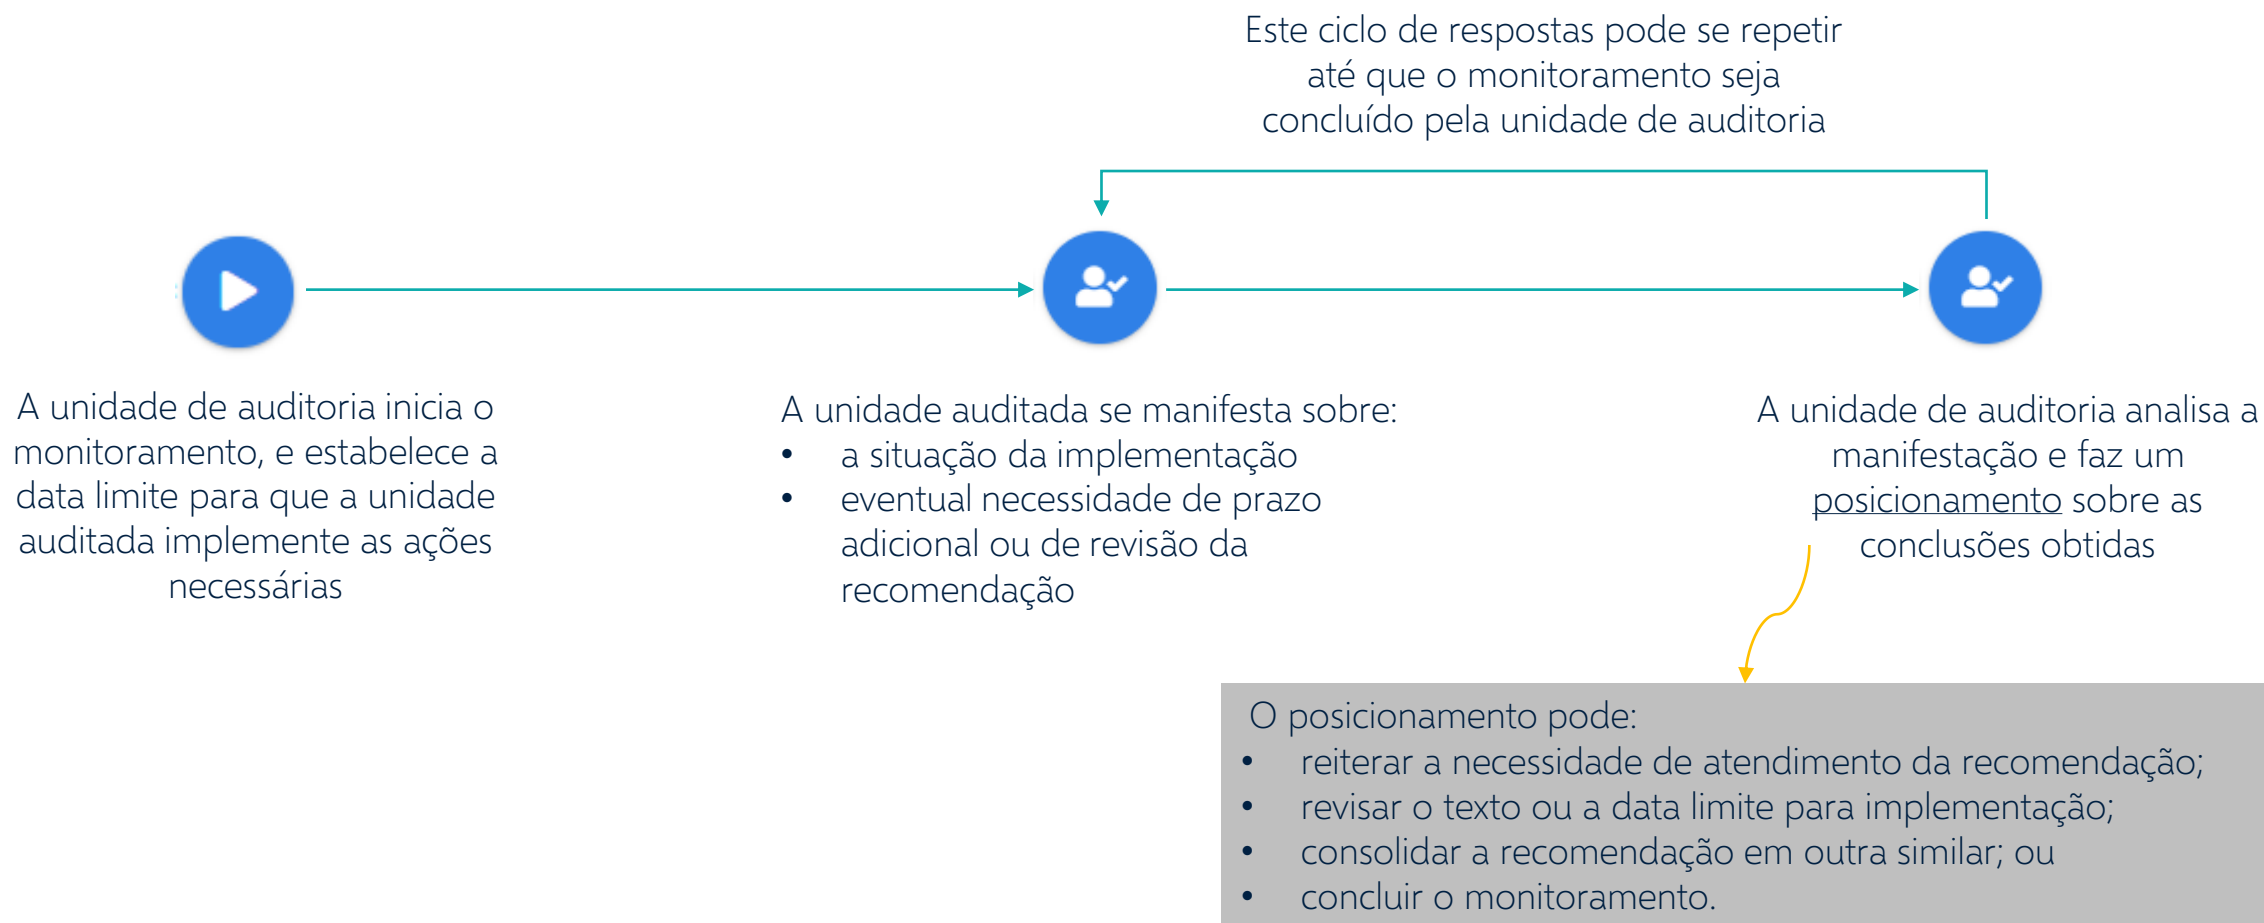 Este ciclo de respostas pode se repetir
até que o monitoramento seja
concluído pela unidade de auditoria
A unidade de auditoria inicia o
monitoramento, e estabelece a
data limite para que a unidade
auditada implemente as ações
necessárias
A unidade auditada se manifesta sobre:
• a situação da implementação
• eventual necessidade de prazo
adicional ou de revisão da
recomendação
A unidade de auditoria analisa a
manifestação e faz um
posicionamento sobre as
conclusões obtidas
O posicionamento pode:
• reiterar a necessidade de atendimento da recomendação;
• revisar o texto ou a data limite para implementação;
• consolidar a recomendação em outra similar; ou
• concluir o monitoramento.